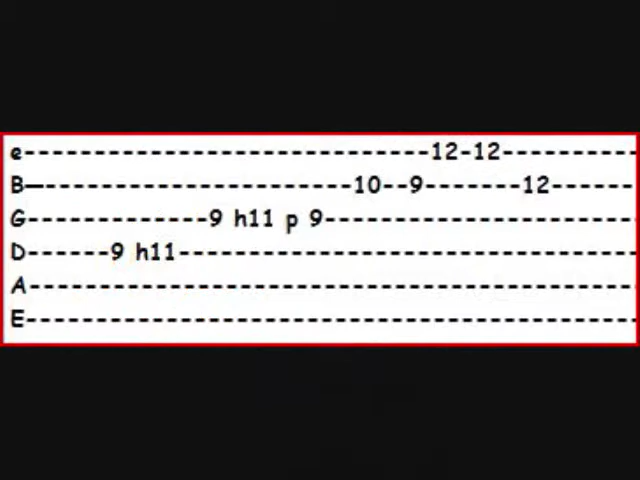 e-----------------------------12-12----------
B—----------------------10--9-------12------
G-------------9 h11 p 9----------------------
D------9 h11---------------------------------
A--------------------------------------------
E--------------------------------------------